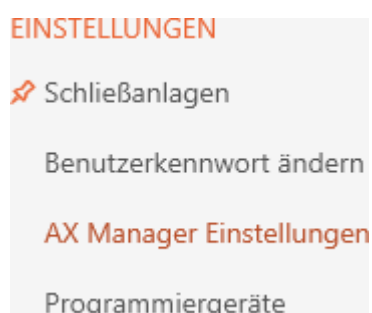 EINSTELLUNGEN
Schließanlagen
Benutzerkennwort ändern
AX Manager Einstellungen
Programmiergeräte